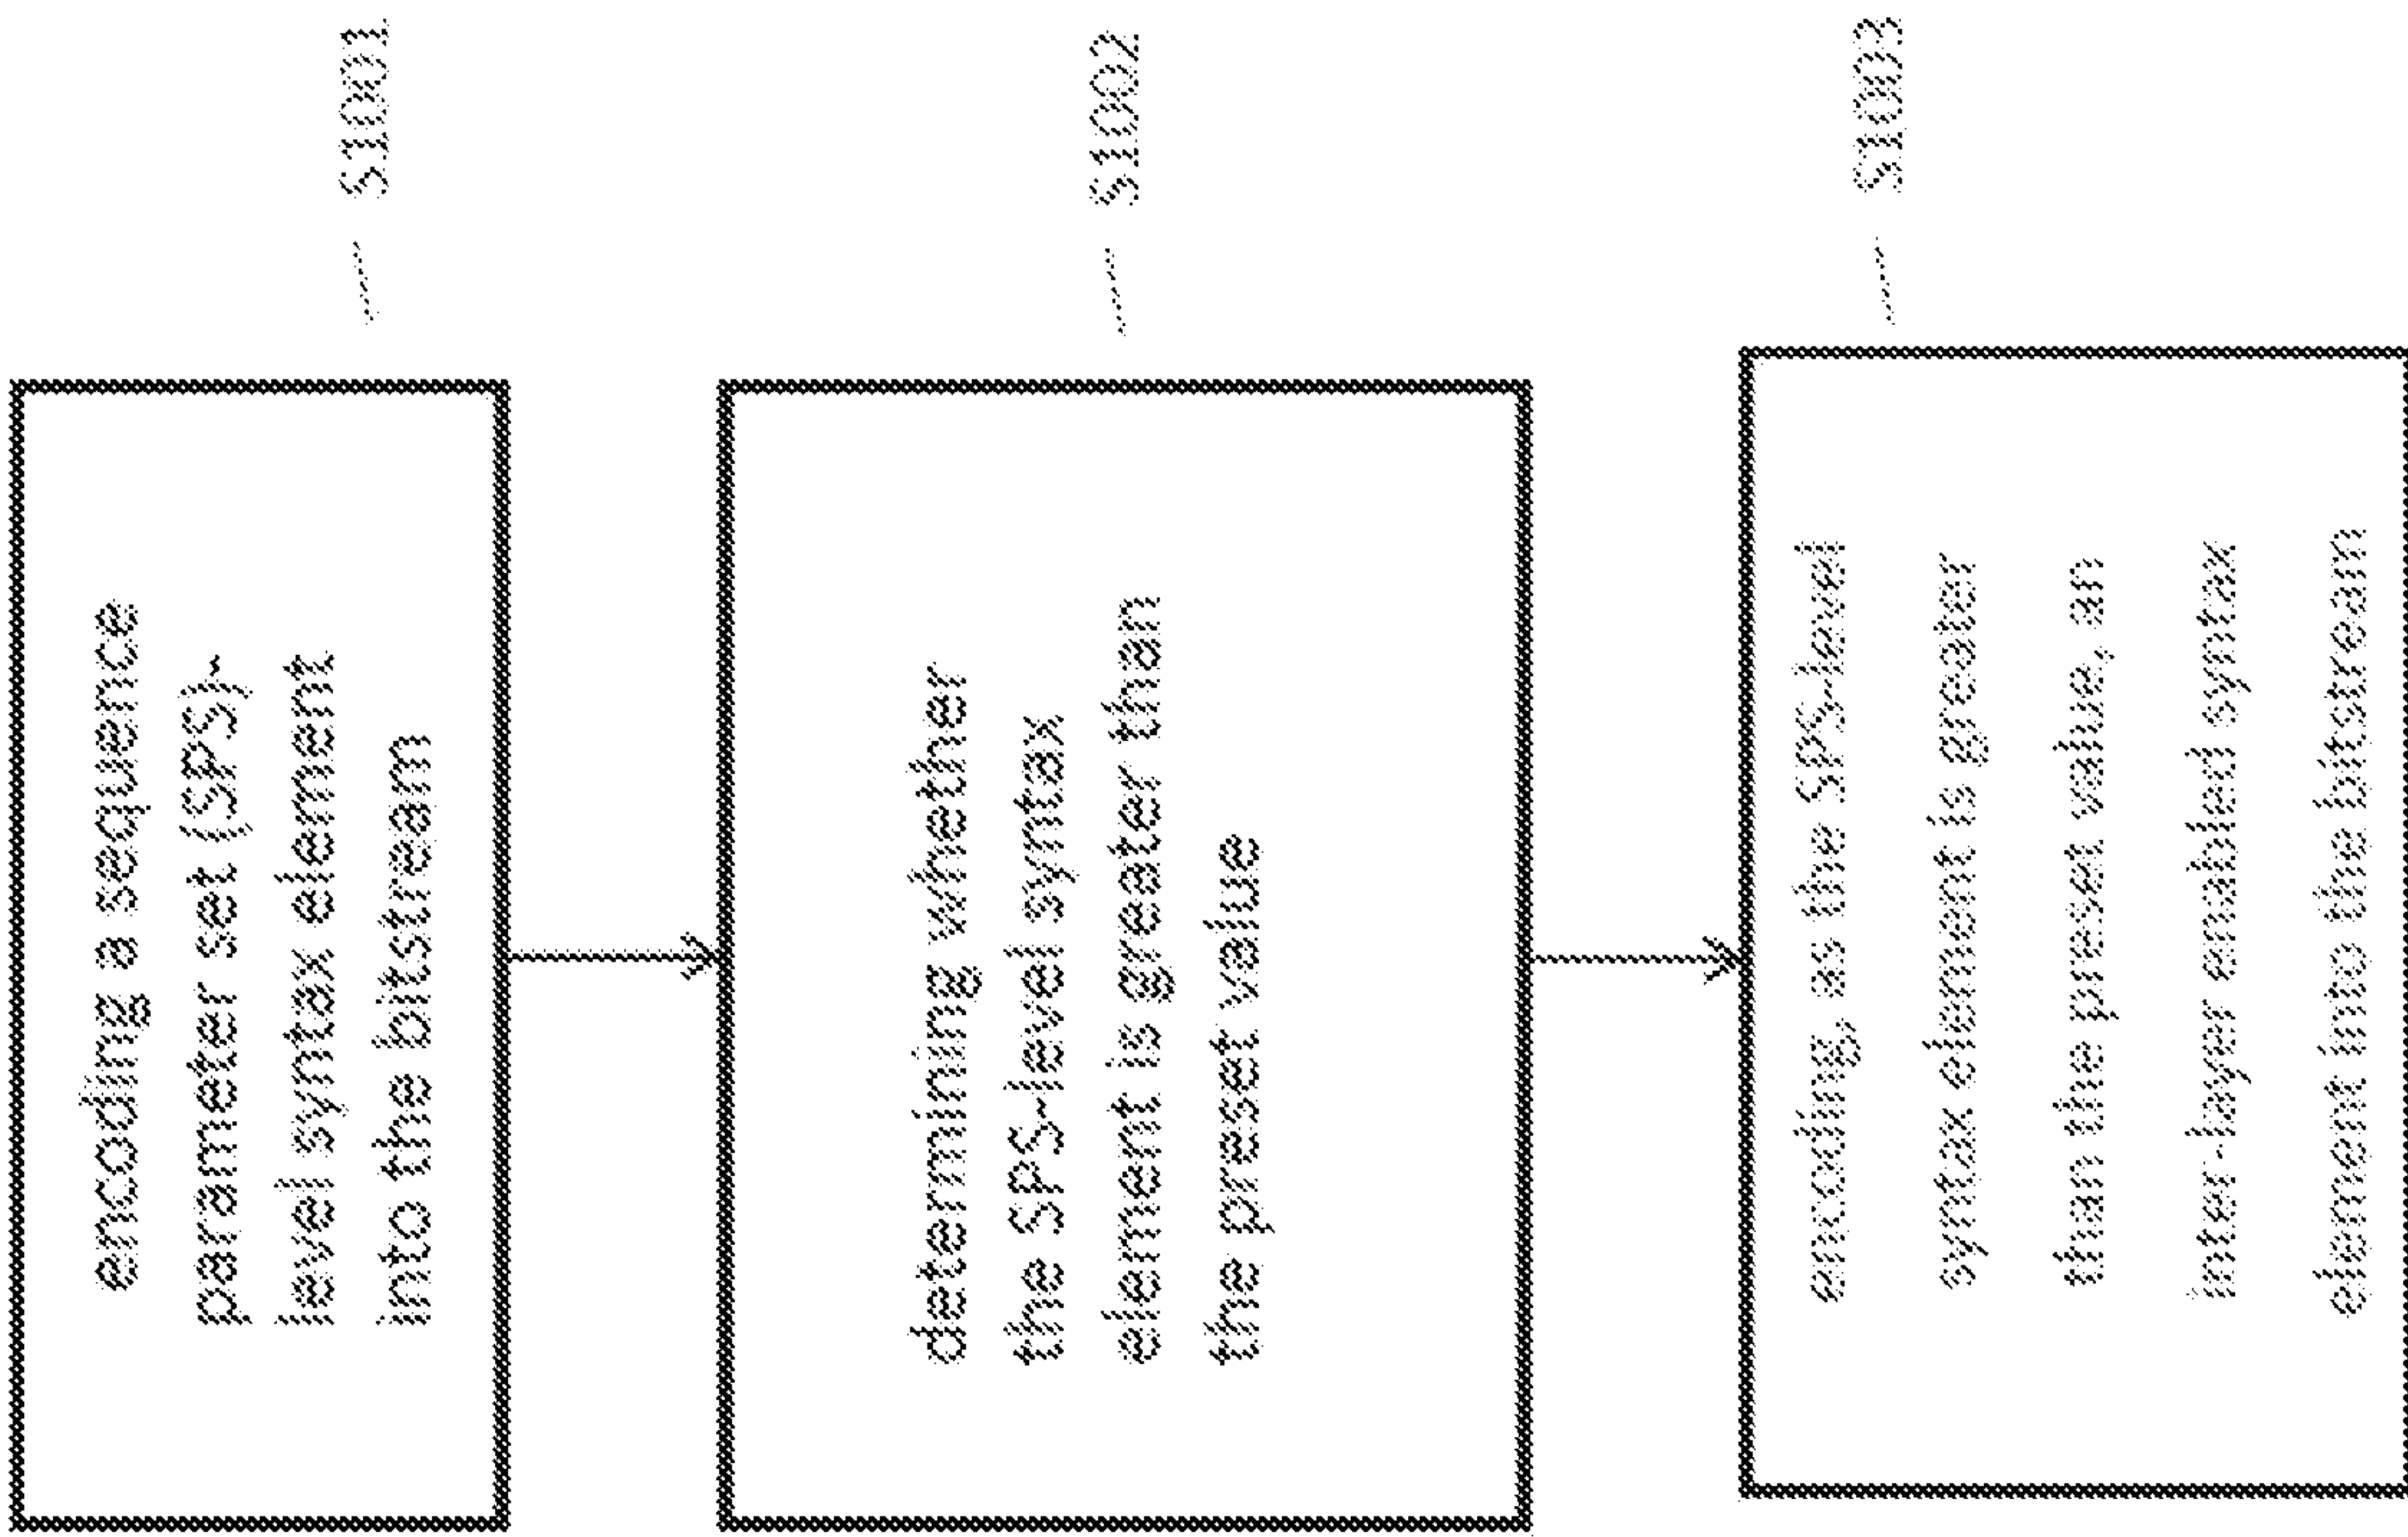 encoding a sequence
parameter set (SPS)-
level syntax element
into the bitstream
S1001
determining whether
the SPS-level syntax
element is greater than
the preset value
S1002
encoding, as the SPS-level
syntax element is greater
than the preset value, an
inter-layer enabled syntax
element into the bitstream
S1003